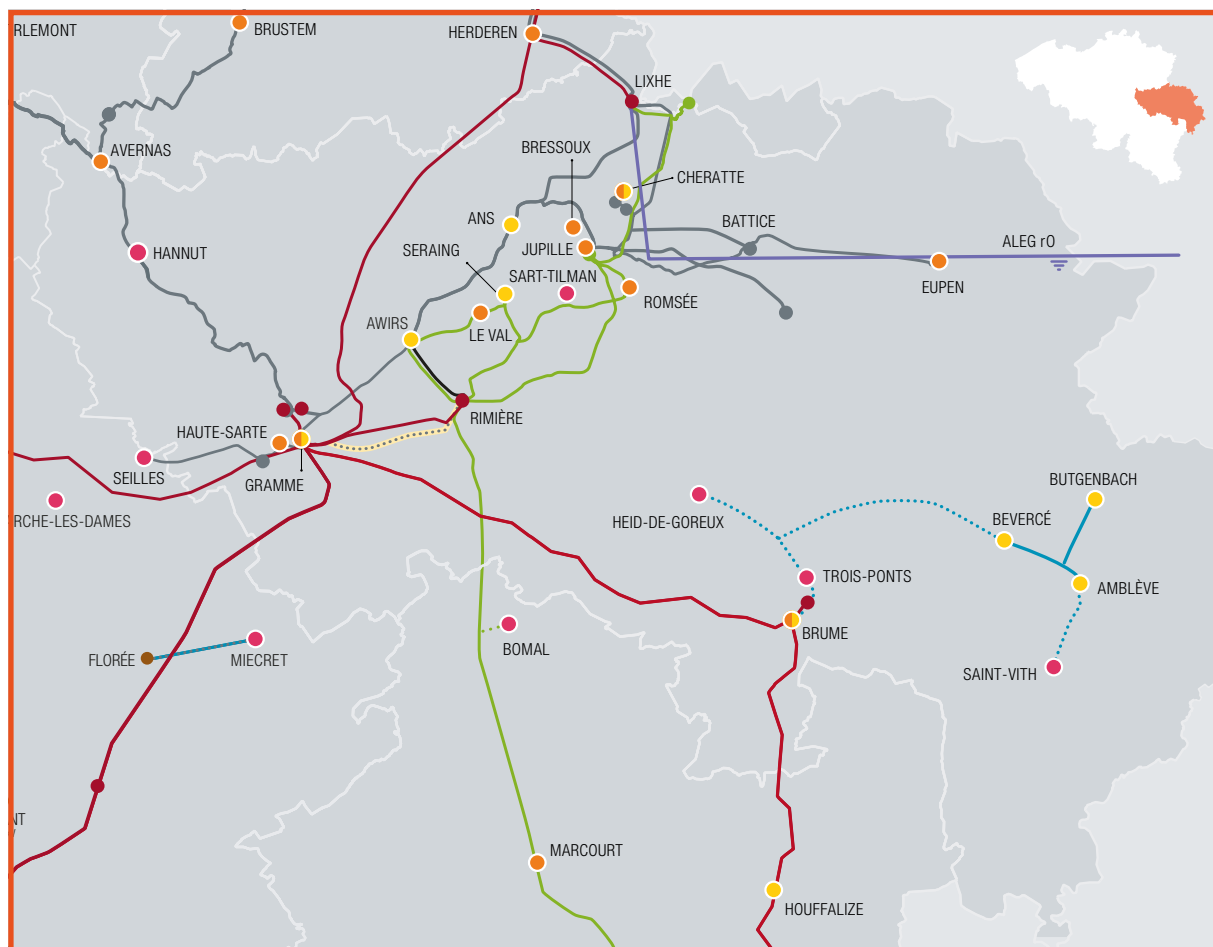 RLEMONT
BRUSTEM
HERDEREN
LIXHE
AVERNAS
BRESSOUX
CHERATTE
ANS
BATTICE
HANNUT
SERAING
JUPILLE
ALEG rO
SART-TILMAN
EUPEN
ROMSÉE
AWIRS
LE VAL
RIMIÈRE
HAUTE-SARTE
SEILLES
GRAMME
BUTGENBACH
RCHE-LES-DAMES
HEID-DE-GOREUX
BEVERCÉ
TROIS-PONTS
AMBLÈVE
BRUME
BOMAL
FLORÉE
MIECRET
SAINT-VITH
NT
MARCOURT
HOUFFALIZE